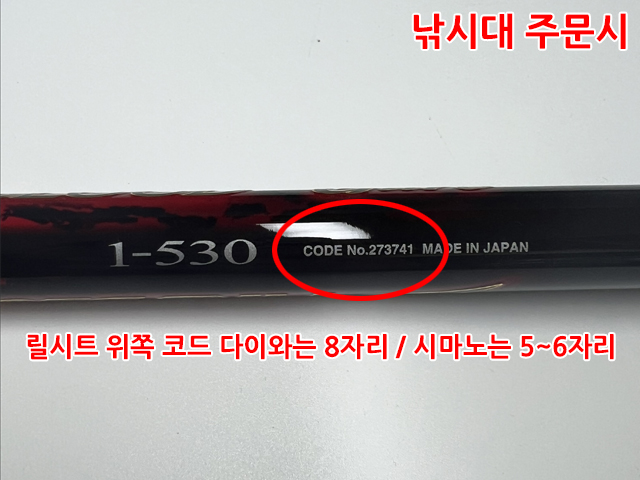 낚시대 주문시
1-530 CODE No.273741 MADE IN JAPAN
릴시트 위쪽 코드 다이와는 8자리 / 시마노는 5~6자리